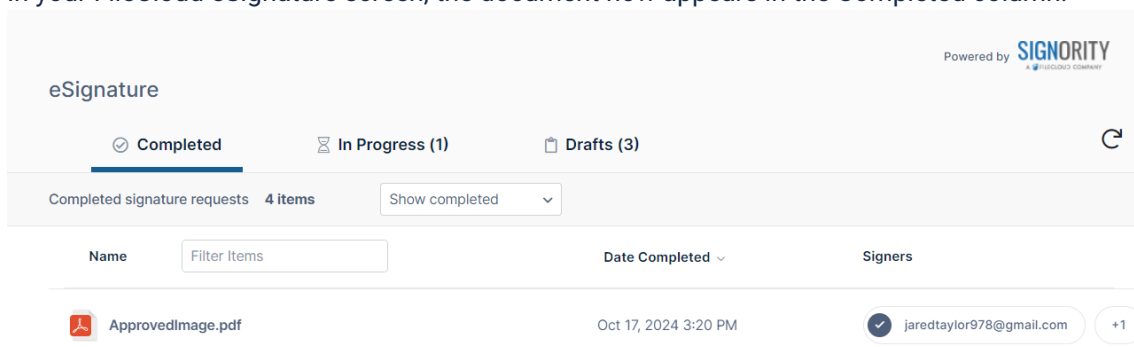 In your FileCloud eSignature screen, the document now appears in the Completed column.
Powered by SIGNORITY
A FILECLOUD COMPANY
eSignature
Completed In Progress (1) Drafts (3)
Completed signature requests 4 items Show completed
Name Filter Items Date Completed Signers
ApprovedImage.pdf Oct 17, 2024 3:20 PM jaredtaylor978@gmail.com +1